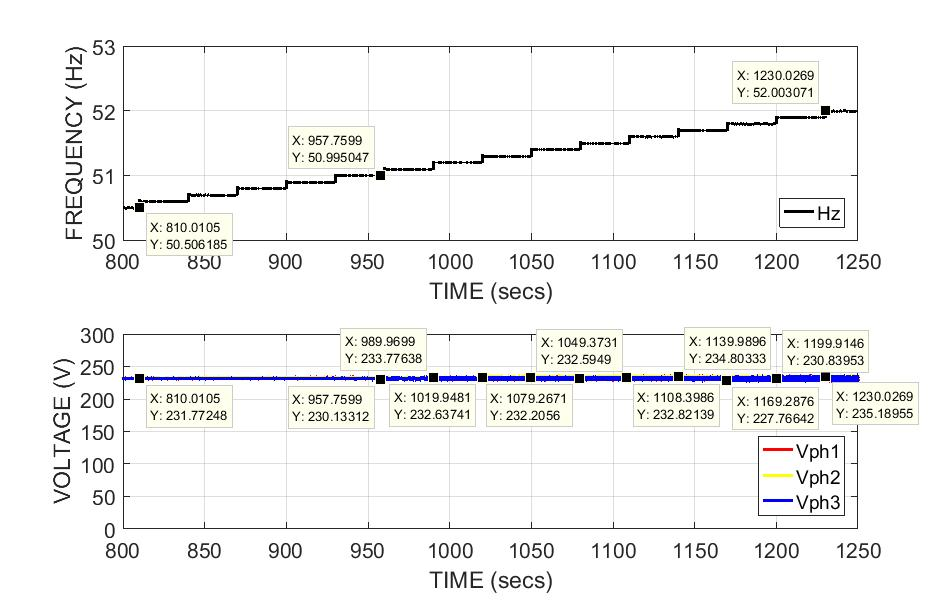 53
52
51
50
FREQUENCY (Hz)
X: 1230.0269
Y: 52.003071
X: 957.7599
Y: 50.995047
X: 810.0105
Y: 50.506185
Hz
800 850 900 950 1000 1050 1100 1150 1200 1250
TIME (secs)
300
250
200
150
100
50
0
VOLTAGE (V)
X: 989.9699
Y: 233.77638
X: 1049.3731
Y: 232.5949
X: 1139.9896
Y: 234.80333
X: 1199.9146
Y: 230.83953
X: 810.0105
Y: 231.77248
X: 957.7599
Y: 230.13312
X: 1019.9481
Y: 232.63741
X: 1079.2671
Y: 232.2056
X: 1108.3986
Y: 232.82139
X: 1169.2876
Y: 227.76642
X: 1230.0269
Y: 235.18955
Vph1
Vph2
Vph3
800 850 900 950 1000 1050 1100 1150 1200 1250
TIME (secs)